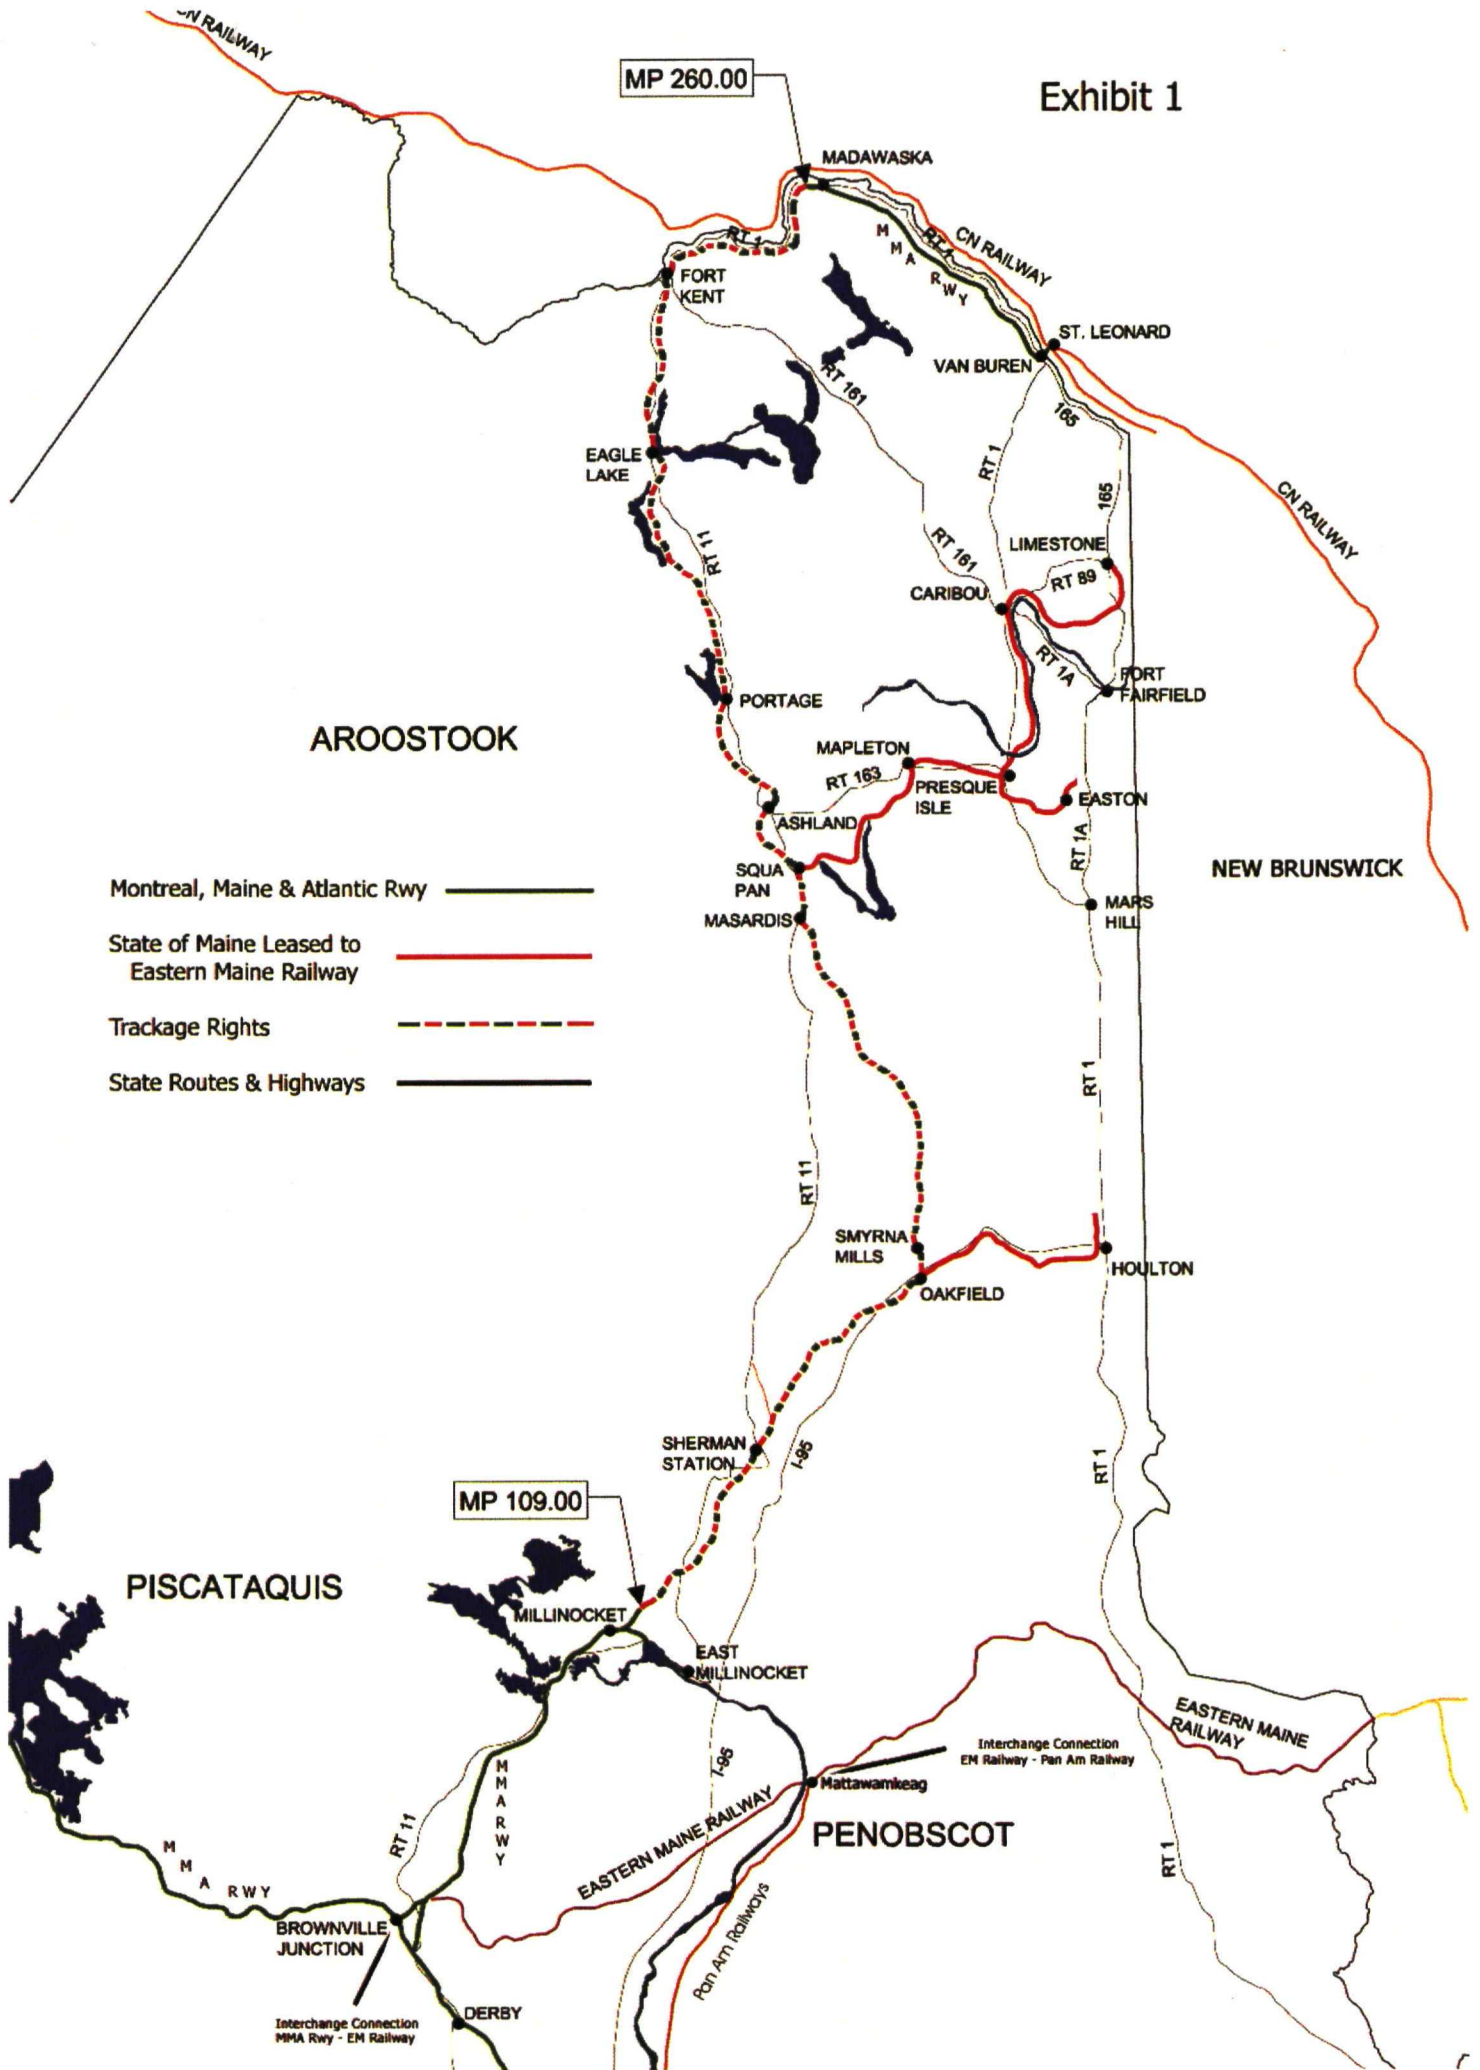 CN RAILWAY
MP 260.00
Exhibit 1
MADAWASKA
RT 1
MMA RWY
RT 1
CN RAILWAY
FORT
KENT
ST. LEONARD
VAN BUREN
RT 161
165
EAGLE
LAKE
RT 1
165
CN RAILWAY
RT 11
RT 161
LIMESTONE
RT 89
CARIBOU
RT 1A
FORT
FAIRFIELD
PORTAGE
AROOSTOOK
MAPLETON
RT 163
PRESQUE
ISLE
EASTON
ASHLAND
RT 1A
SQUA
PAN
NEW BRUNSWICK
Montreal, Maine & Atlantic Rwy
MASARDIS
MARS
HILL
State of Maine Leased to
Eastern Maine Railway
Trackage Rights
State Routes & Highways
RT 1
RT 11
SMYRNA
MILLS
HOULTON
OAKFIELD
SHERMAN
STATION
I-95
RT 1
MP 109.00
PISCATAQUIS
MILLINOCKET
EAST
MILLINOCKET
EASTERN MAINE
RAILWAY
Interchange Connection
EM Railway - Pan Am Railway
I-95
MMA RWY
Mattawamkeag
RT 11
EASTERN MAINE RAILWAY
PENOBSCOT
RT 1
MMA RWY
Pan Am Railways
BROWNVILLE
JUNCTION
DERBY
Interchange Connection
MMA Rwy - EM Railway